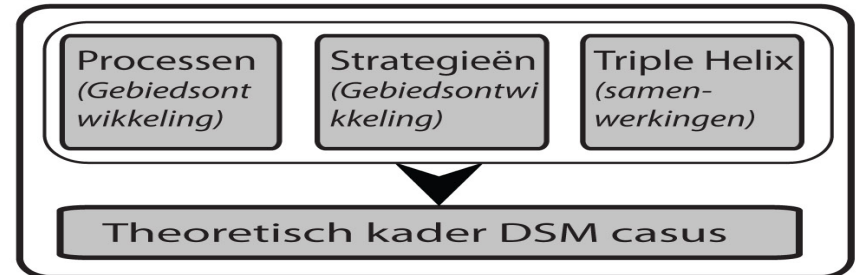 Processen
(Gebiedsont
wikkeling)
Strategieën
(Gebiedsontwi
kkeling)
Triple Helix
(samen-
werkingen)
Theoretisch kader DSM casus